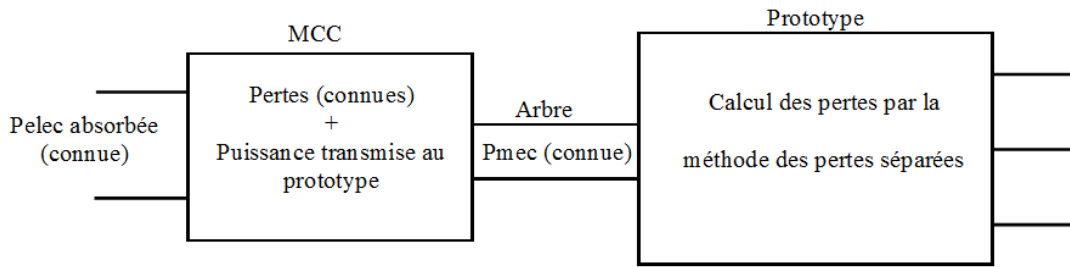 MCC
Prototype
Pelec absorbée
(connue)
Pertes (connues)
+
Puissance transmise au
prototype
Arbre
Pmec (connue)
Calcul des pertes par la
méthode des pertes séparées